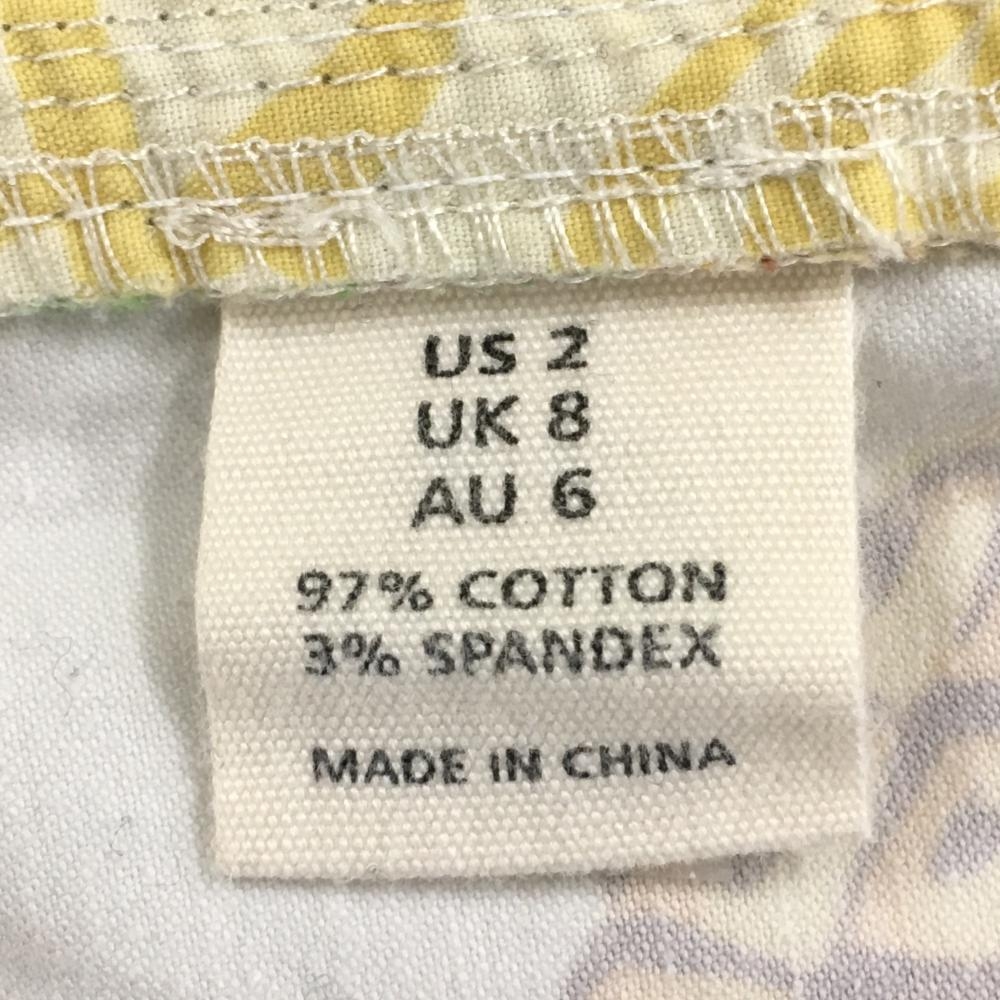 US 2
UK 8
AU 6
97% COTTON
3% SPANDEX
MADE IN CHINA